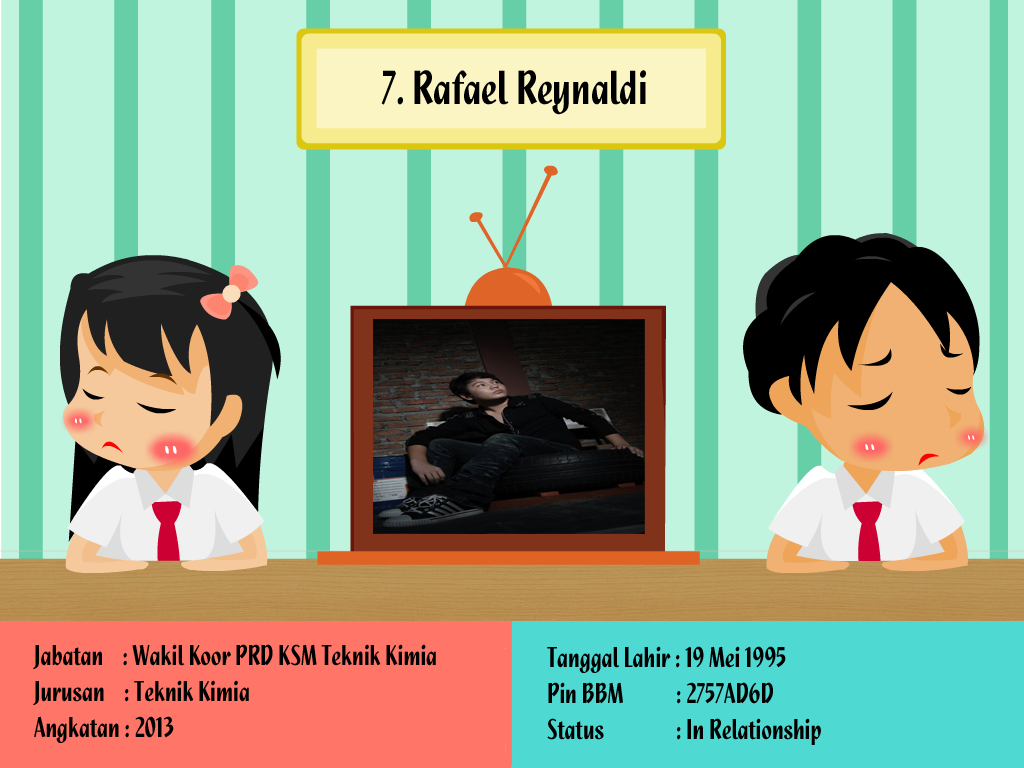 7. Rafael Reynaldi
Jabatan : Wakil Koor PRD KSM Teknik Kimia
Jurusan : Teknik Kimia
Angkatan : 2013
Tanggal Lahir : 19 Mei 1995
Pin BBM : 2757AD6D
Status : In Relationship